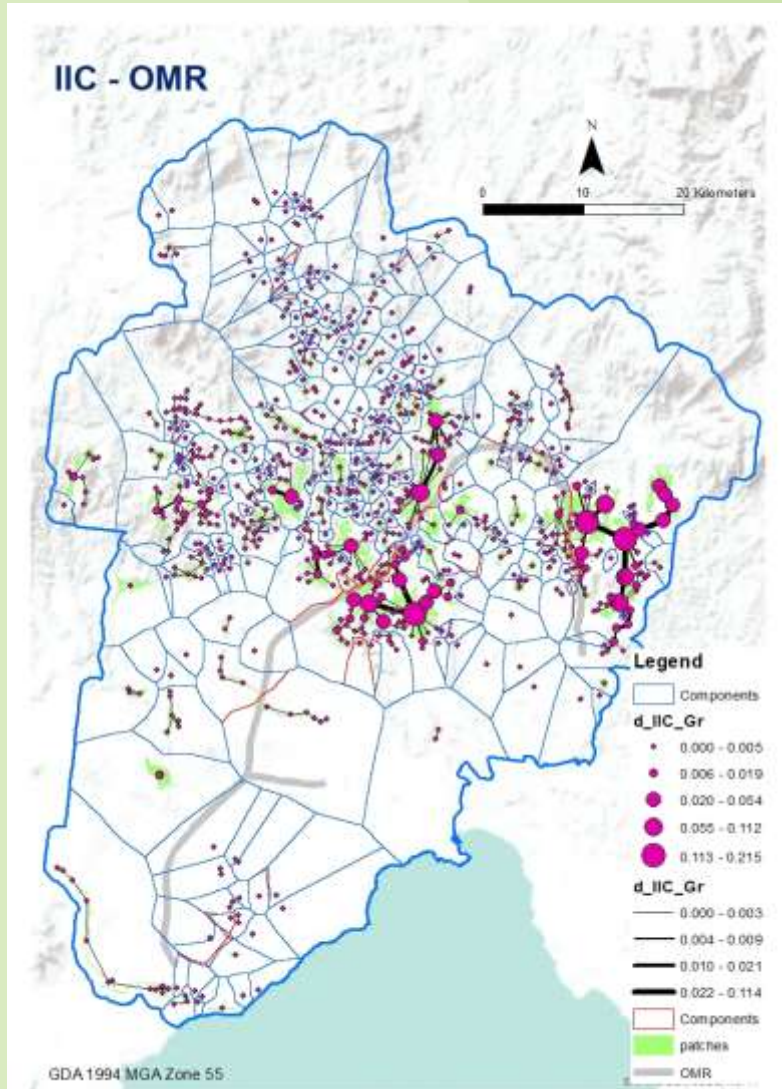 IIC - OMR
N
0 10 20 Kilometers
Legend
Components
d_IIC_Gr
0.000 - 0.005
0.006 - 0.019
0.020 - 0.054
0.055 - 0.112
0.113 - 0.215
d_IIC_Gr
0.000 - 0.003
0.004 - 0.009
0.010 - 0.021
0.022 - 0.114
Components
patches
OMR
GDA 1994 MGA Zone 55